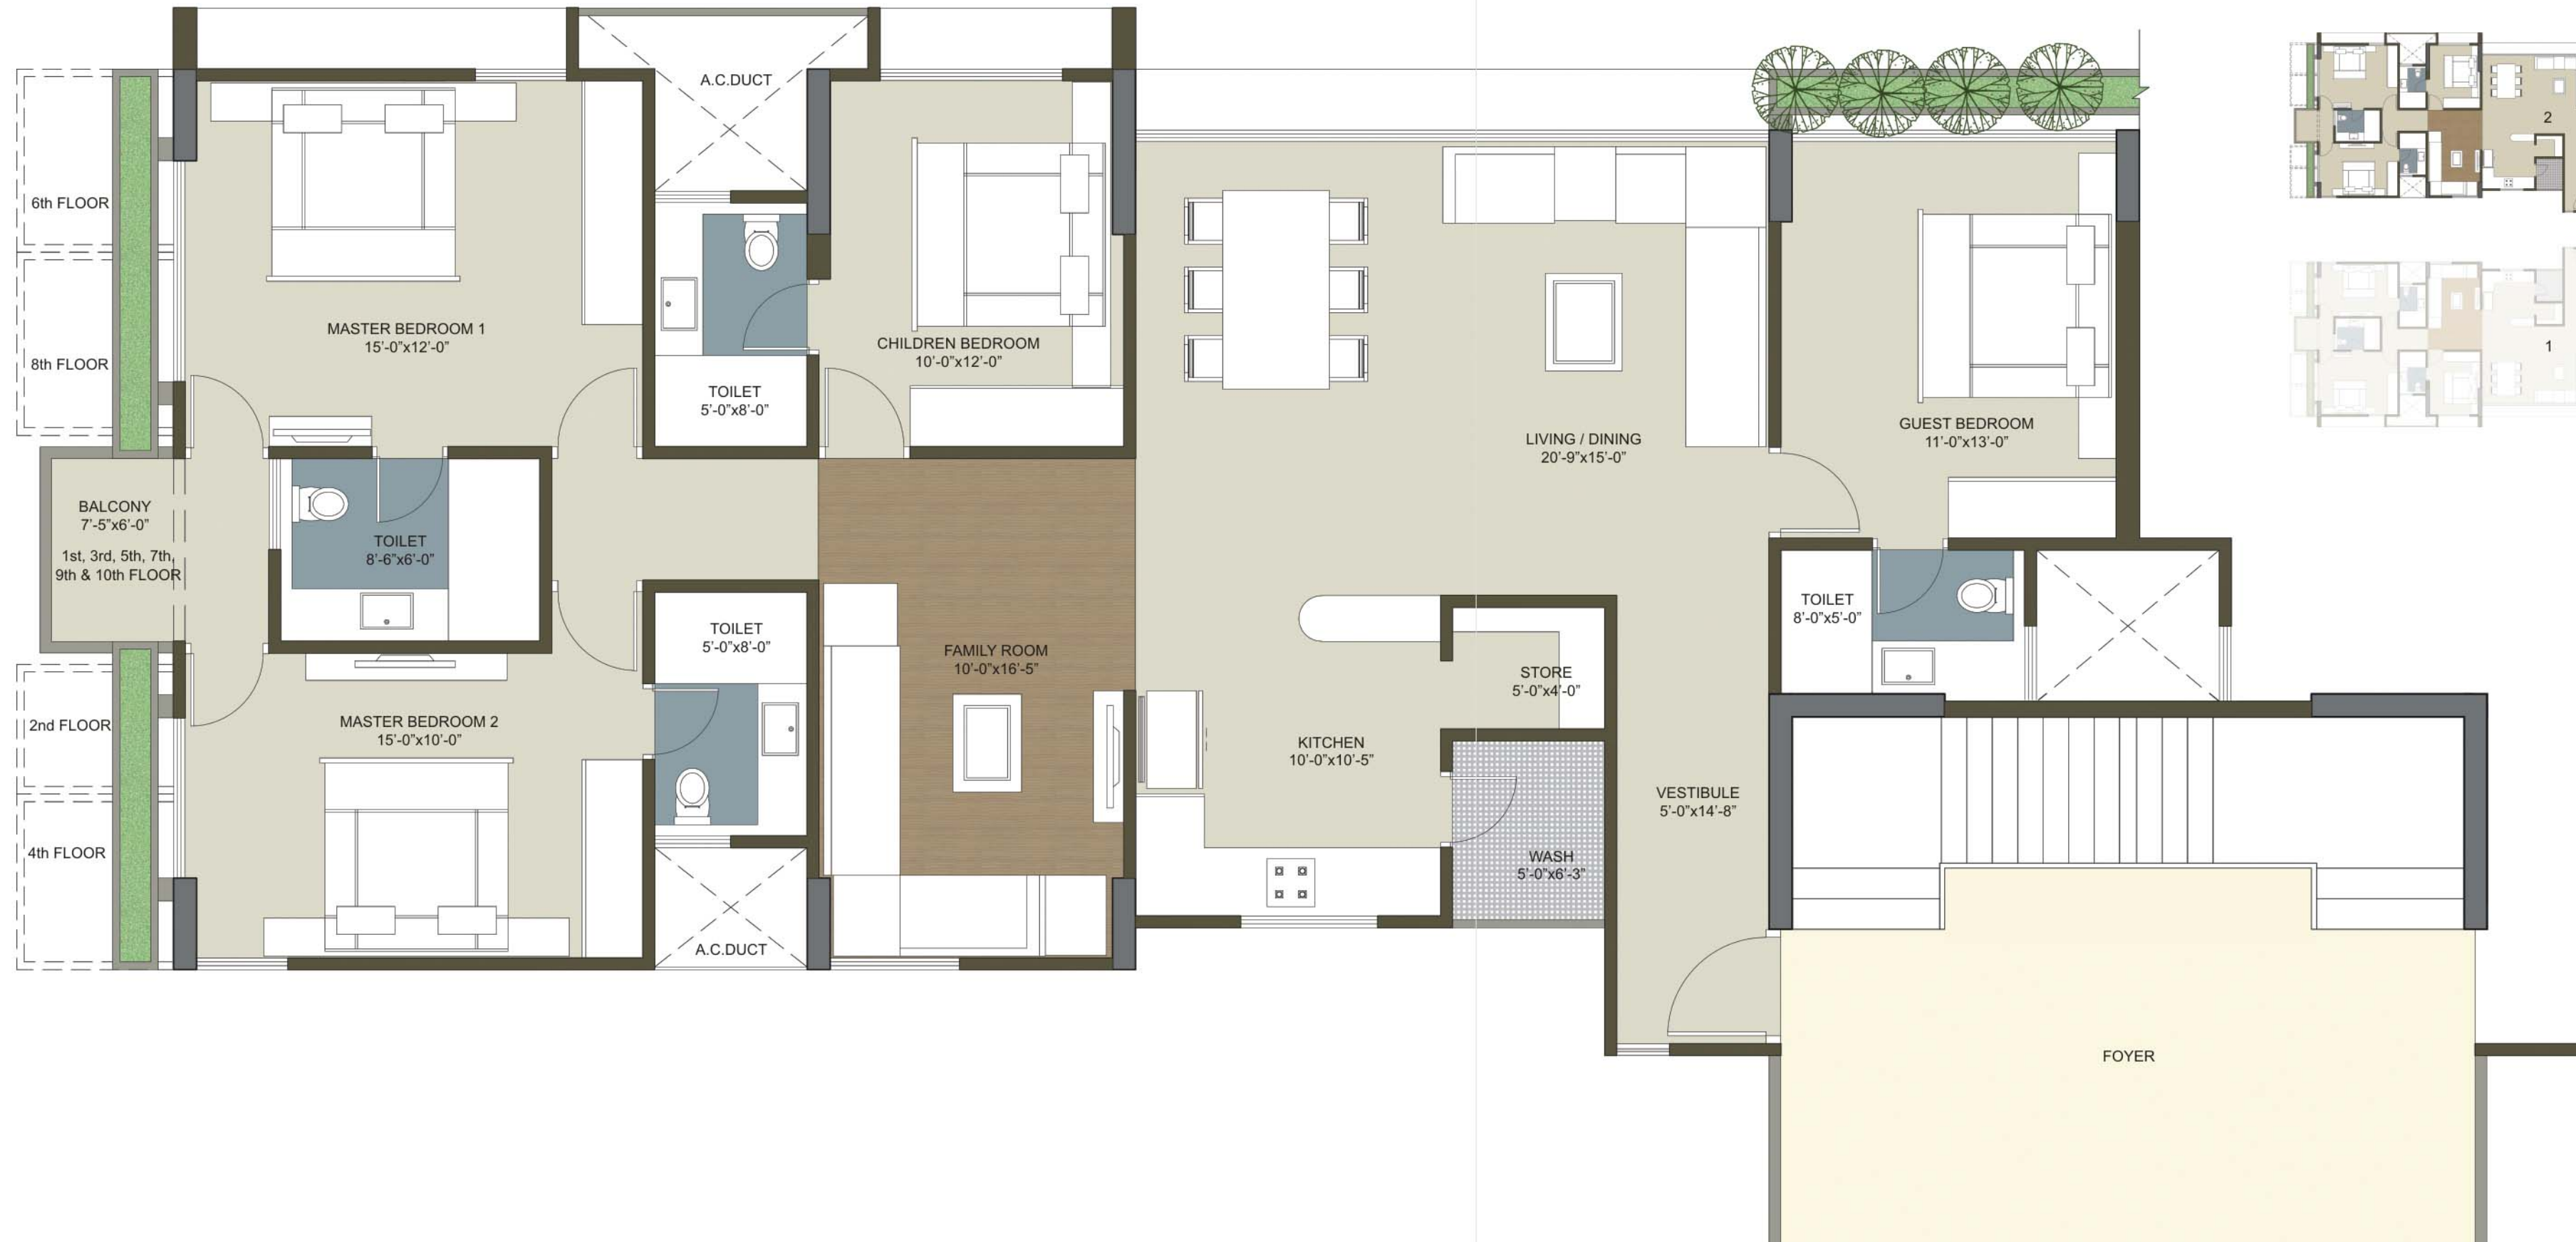 A.C.DUCT
6th FLOOR
8th FLOOR
MASTER BEDROOM 1
15'-0"x12'-0"
CHILDREN BEDROOM
10'-0"x12'-0"
TOILET
5'-0"x8'-0"
LIVING / DINING
20'-9"x15'-0"
GUEST BEDROOM
11'-0"x13'-0"
BALCONY
7'-5"x6'-0"
1st, 3rd, 5th, 7th,
9th & 10th FLOOR
TOILET
8'-6"x6'-0"
TOILET
5'-0"x8'-0"
FAMILY ROOM
10'-0"x16'-5"
TOILET
8'-0"x5'-0"
STORE
5'-0"x4'-0"
2nd FLOOR
4th FLOOR
MASTER BEDROOM 2
15'-0"x10'-0"
KITCHEN
10'-0"x10'-5"
VESTIBULE
5'-0"x14'-8"
WASH
5'-0"x6'-3"
A.C.DUCT
FOYER
2
1